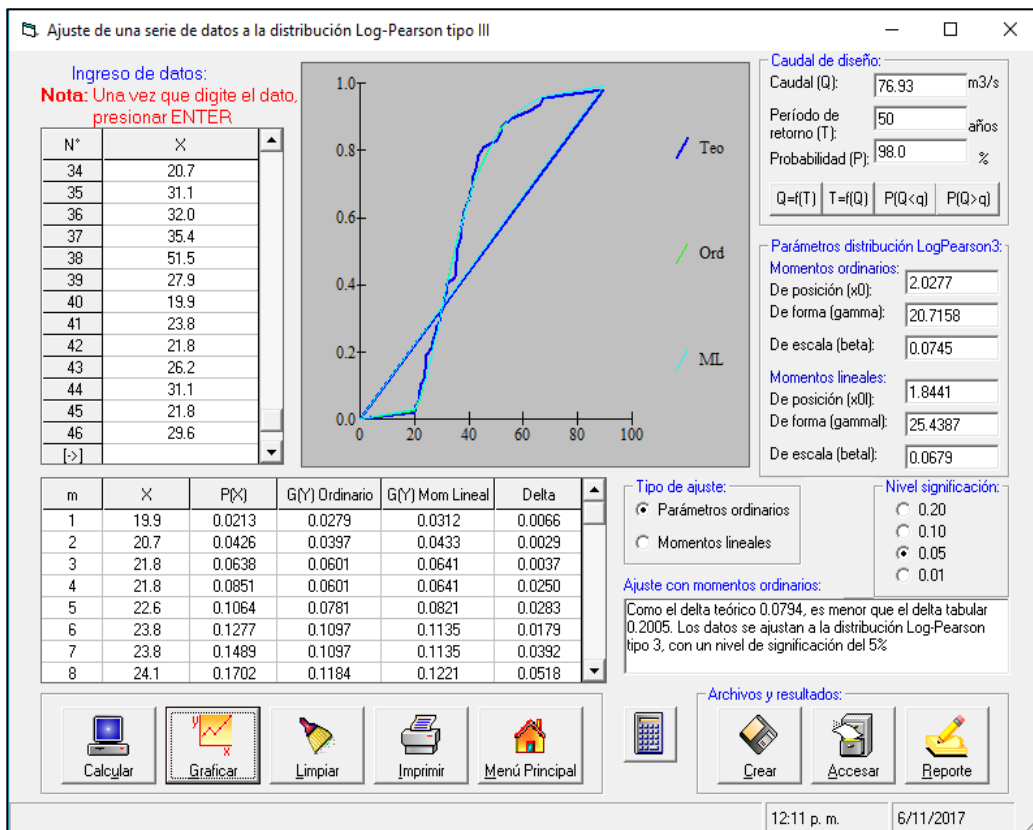 Ajuste de una serie de datos a la distribución Log-Pearson tipo III
Ingreso de datos:
Nota: Una vez que digite el dato,
presionar ENTER
N° X
34 20.7
35 31.1
36 32.0
37 35.4
38 51.5
39 27.9
40 19.9
41 23.8
42 21.8
43 26.2
44 31.1
45 21.8
46 29.6
[->]
1.0
0.8
0.6
0.4
0.2
0.0
0 20 40 60 80 100
Teo
Ord
ML
Caudal de diseño:
Caudal (Q): 76.93 m3/s
Período de
retorno (T): 50 años
Probabilidad (P): 98.0 %
Q=f(T) T=f(Q) P(Q<q) P(Q>q)
Parámetros distribución LogPearson3:
Momentos ordinarios:
De posición (x0): 2.0277
De forma (gamma): 20.7158
De escala (beta): 0.0745
Momentos lineales:
De posición (x0l): 1.8441
De forma (gammal): 25.4387
De escala (betal): 0.0679
m X P(X) G(Y) Ordinario G(Y) Mom Lineal Delta
1 19.9 0.0213 0.0279 0.0312 0.0066
2 20.7 0.0426 0.0397 0.0433 0.0029
3 21.8 0.0638 0.0601 0.0641 0.0037
4 21.8 0.0851 0.0601 0.0641 0.0250
5 22.6 0.1064 0.0781 0.0821 0.0283
6 23.8 0.1277 0.1097 0.1135 0.0179
7 23.8 0.1489 0.1097 0.1135 0.0392
8 24.1 0.1702 0.1184 0.1221 0.0518
Tipo de ajuste:
Parámetros ordinarios
Momentos lineales
Nivel significación:
0.20
0.10
0.05
0.01
Ajuste con momentos ordinarios:
Como el delta teórico 0.0794, es menor que el delta tabular
0.2005. Los datos se ajustan a la distribución Log-Pearson
tipo 3, con un nivel de significación del 5%
Calcular
Graficar
Limpiar
Imprimir
Menú Principal
Archivos y resultados:
Crear
Accesar
Reporte
12:11 p. m. 6/11/2017